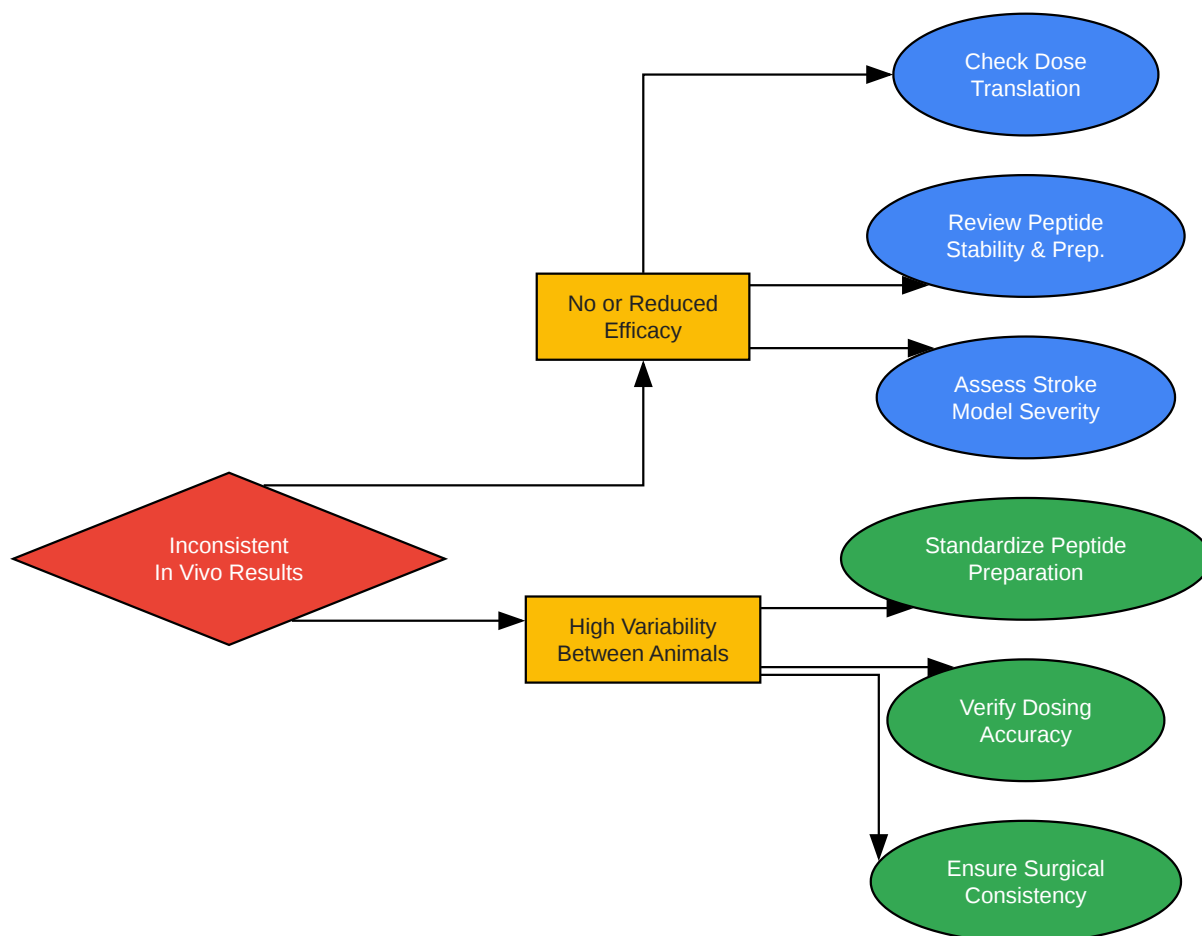 Check Dose
Translation
Review Peptide
Stability & Prep.
No or Reduced
Efficacy
Assess Stroke
Model Severity
Inconsistent
In Vivo Results
Standardize Peptide
Preparation
High Variability
Between Animals
Verify Dosing
Accuracy
Ensure Surgical
Consistency